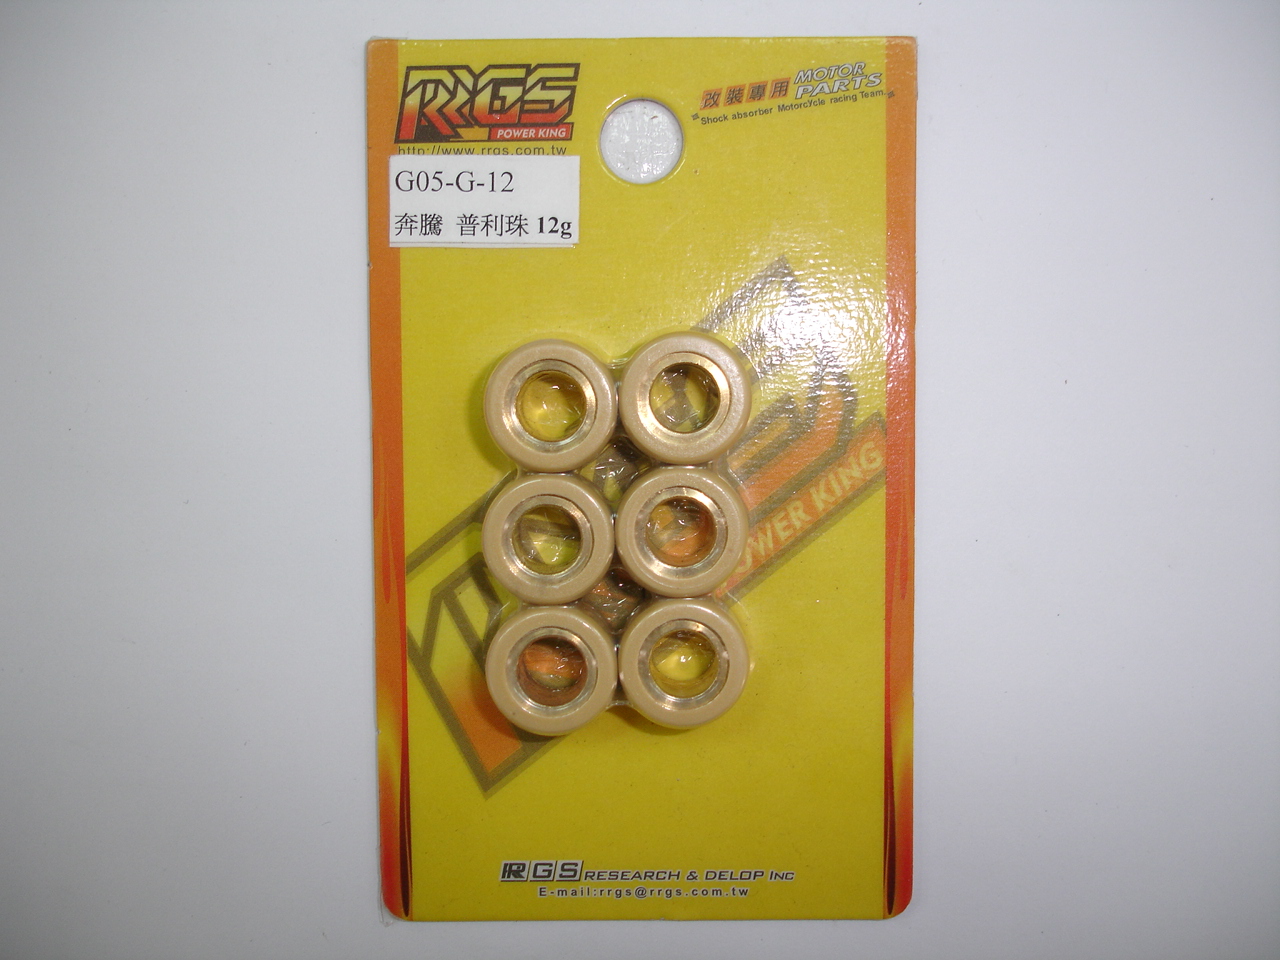 RRGS
POWER KING
http://www.rrgs.com.tw
改裝專用 MOTOR PARTS
Shock absorber MotorCycle racing Team.
G05-G-12
奔騰 普利珠 12g
POWER KING
RRGS RESEARCH & DELOP INC
E-mail:rrgs@rrgs.com.tw